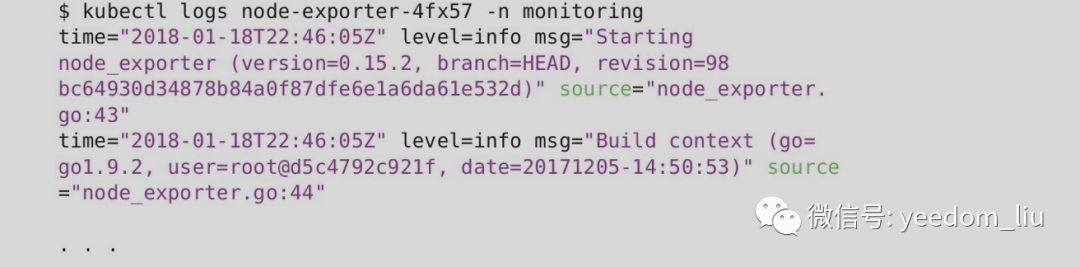 $ kubectl logs node-exporter-4fx57 -n monitoring
time="2018-01-18T22:46:05Z" level=info msg="Starting
node_exporter (version=0.15.2, branch=HEAD, revision=98
bc64930d34878b84a0f87dfe6e1a6da61e532d)" source="node_exporter.
go:43"
time="2018-01-18T22:46:05Z" level=info msg="Build context (go=
go1.9.2, user=root@d5c4792c921f, date=20171205-14:50:53)" source
="node_exporter.go:44"
微信号: yeedom_liu
. . .